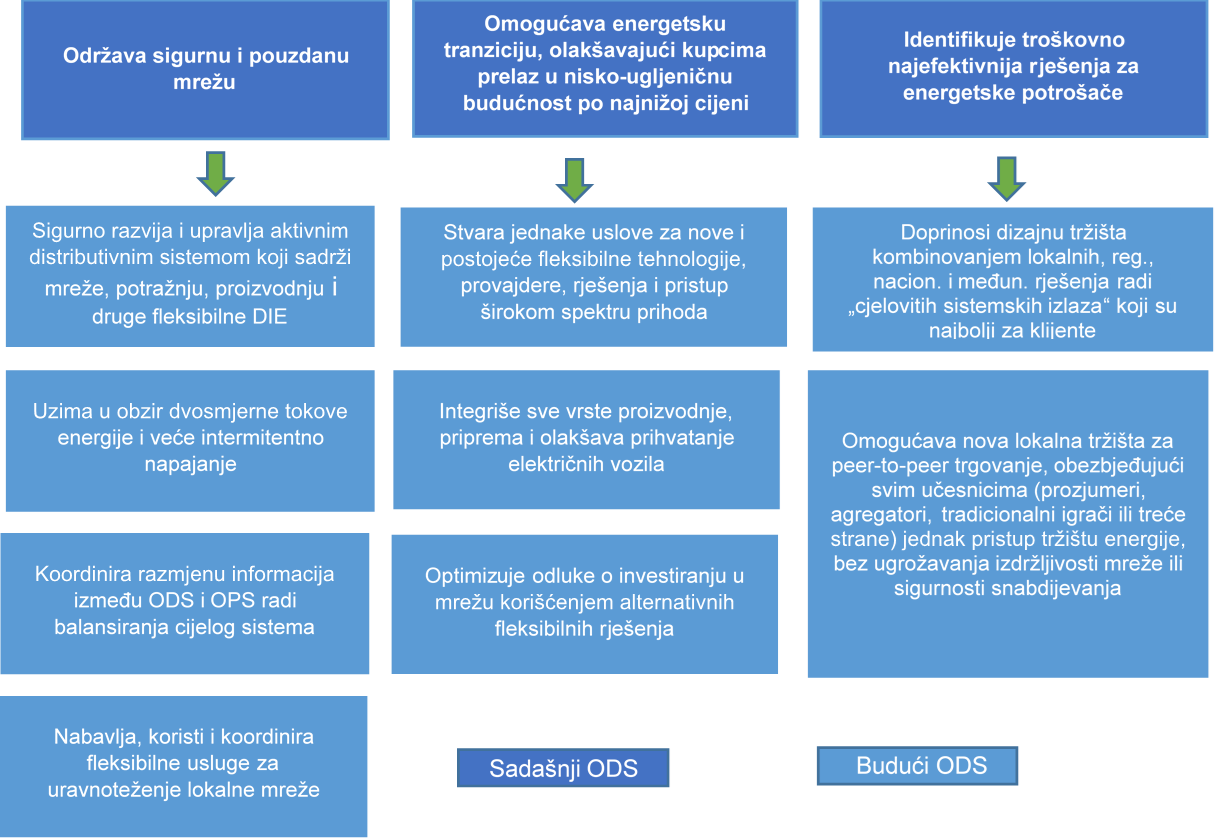 Održava sigurnu i pouzdanu
mrežu
Sigurno razvija i upravlja aktivnim
distributivnim sistemom koji sadrži
mreže, potražnju, proizvodnju i
druge fleksibilne DIE
Uzima u obzir dvosmjerne tokove
energije i veće intermitentno
napajanje
Koordinira razmjenu informacija
između ODS i OPS radi
balansiranja cijelog sistema
Nabavlja, koristi i koordinira
fleksibilne usluge za
uravnoteženje lokalne mreže
Omogućava energetsku
tranziciju, olakšavajući kupcima
prelaz u nisko-ugljeničnu
budućnost po najnižoj cijeni
Stvara jednake uslove za nove i
postojeće fleksibilne tehnologije,
provajdere, rješenja i pristup
širokom spektru prihoda
Integriše sve vrste proizvodnje,
priprema i olakšava prihvatanje
električnih vozila
Optimizuje odluke o investiranju u
mrežu korišćenjem alternativnih
fleksibilnih rješenja
Identifikuje troškovno
najefektivnija rješenja za
energetske potrošače
Doprinosi dizajnu tržišta
kombinovanjem lokalnih, reg.,
nacion. i međun. rješenja radi
„cjelovitih sistemskih izlaza“ koji su
najbolji za klijente
Omogućava nova lokalna tržišta za
peer-to-peer trgovanje, obezbjeđujući
svim učesnicima (prozjumeri,
agregatori, tradicionalni igrači ili treće
strane) jednak pristup tržištu energije,
bez ugrožavanja izdržljivosti mreže ili
sigurnosti snabdijevanja
Sadašnji ODS
Budući ODS